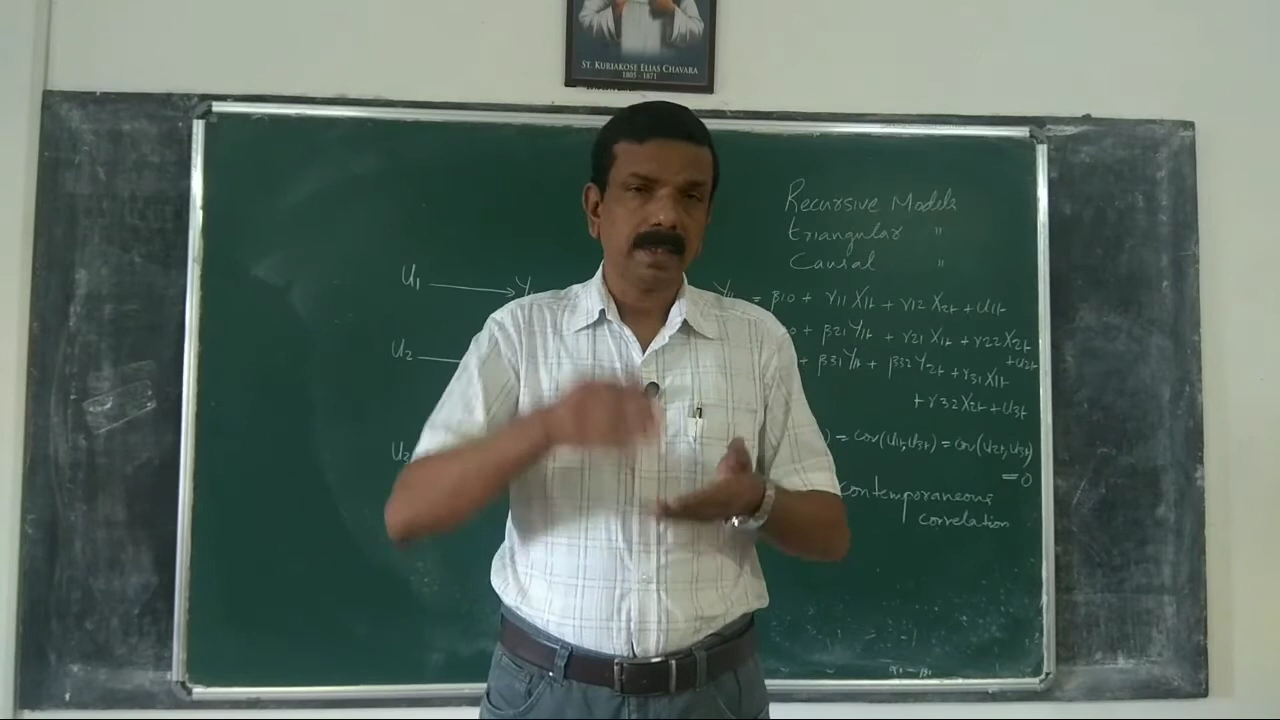 ST. KURIAKOSE ELIAS CHAVARA
1805 - 1871
Recursive Models
triangular "
Causal "
U₁ → Y₁
Y₁ₜ = β₁₀ + γ₁₁ X₁ₜ + γ₁₂ X₂ₜ + U₁ₜ
+ β₂₁ Y₁ₜ + γ₂₁ X₁ₜ + γ₂₂ X₂ₜ
+ U₂ₜ
U₂
+ β₃₁ Y₁ₜ + β₃₂ Y₂ₜ + γ₃₁ X₁ₜ
+ γ₃₂ X₂ₜ + U₃ₜ
) = cov(U₁ₜ, U₃ₜ) = cov(U₂ₜ, U₃ₜ)
= 0
contemporaneous
correlation